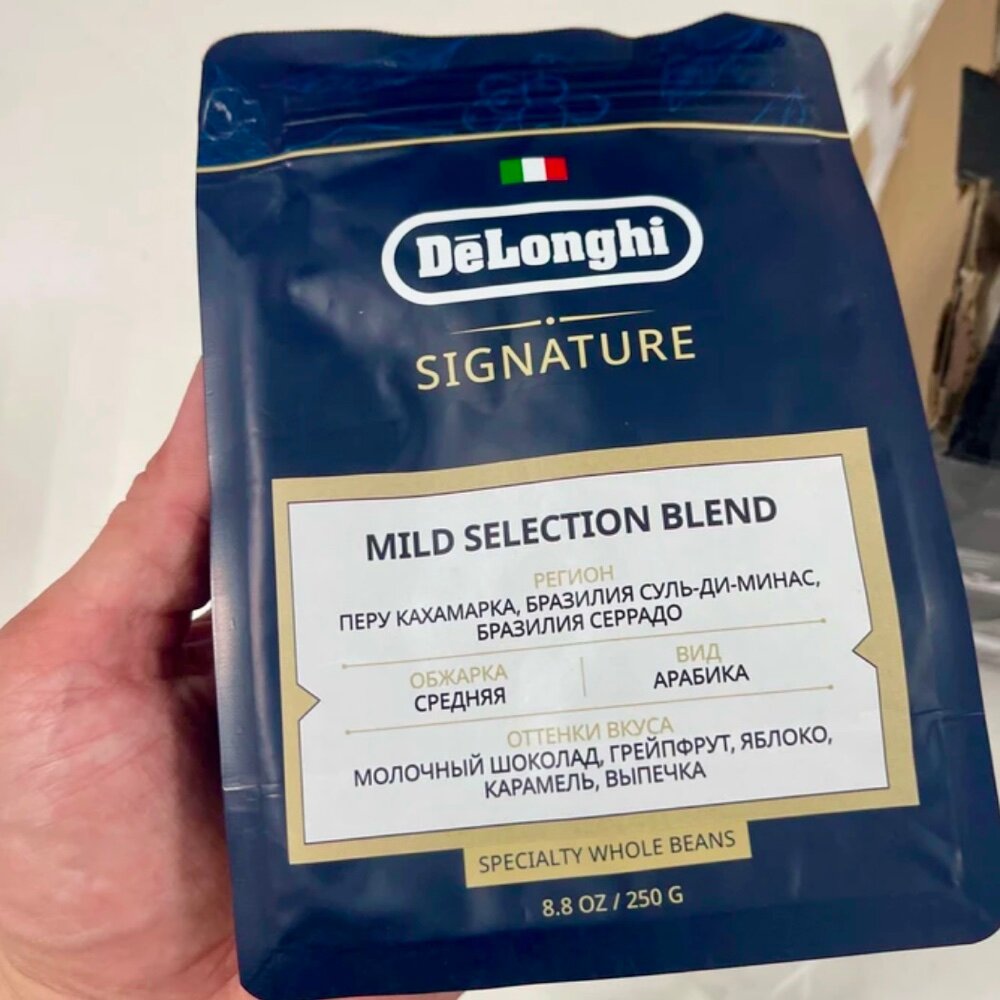 DēLonghi
SIGNATURE
MILD SELECTION BLEND
РЕГИОН
ПЕРУ КАХАМАРКА, БРАЗИЛИЯ СУЛЬ-ДИ-МИНАС,
БРАЗИЛИЯ СЕРРАДО
ОБЖАРКА
СРЕДНЯЯ
ВИД
АРАБИКА
ОТТЕНКИ ВКУСА
МОЛОЧНЫЙ ШОКОЛАД, ГРЕЙПФРУТ, ЯБЛОКО,
КАРАМЕЛЬ, ВЫПЕЧКА
SPECIALTY WHOLE BEANS
8.8 OZ / 250 G